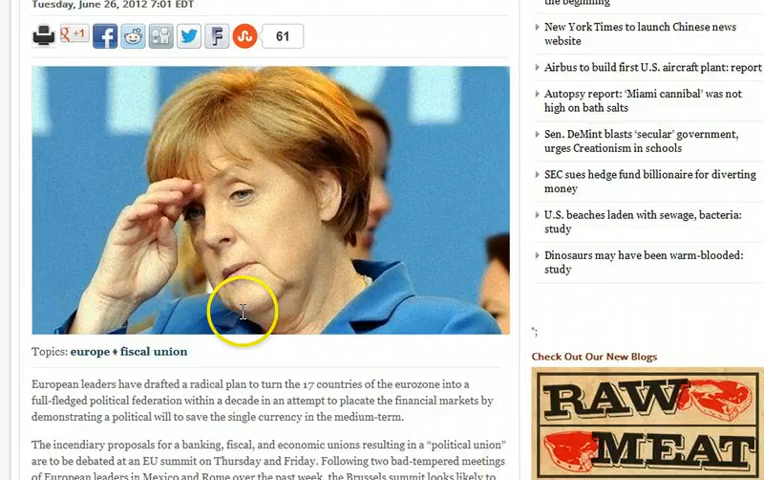 Tuesday, June 26, 2012 7:01 EDT
+1
61
Topics: europe ♦ fiscal union
European leaders have drafted a radical plan to turn the 17 countries of the eurozone into a
full-fledged political federation within a decade in an attempt to placate the financial markets by
demonstrating a political will to save the single currency in the medium-term.
The incendiary proposals for a banking, fiscal, and economic unions resulting in a “political union”
are to be debated at an EU summit on Thursday and Friday. Following two bad-tempered meetings
of European leaders in Mexico and Rome over the past week, the Brussels summit looks likely to
the beginning
New York Times to launch Chinese news
website
Airbus to build first U.S. aircraft plant: report
Autopsy report: ‘Miami cannibal’ was not
high on bath salts
Sen. DeMint blasts ‘secular’ government,
urges Creationism in schools
SEC sues hedge fund billionaire for diverting
money
U.S. beaches laden with sewage, bacteria:
study
Dinosaurs may have been warm-blooded:
study
";
Check Out Our New Blogs
RAW
MEAT